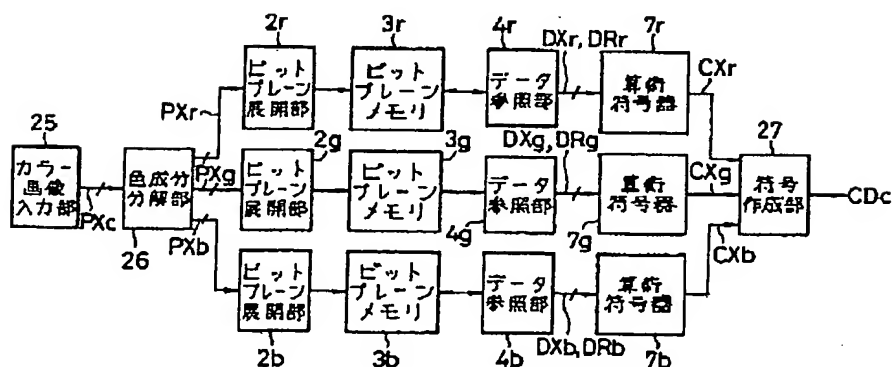 2r
3r
4r
DXr, DRr
7r
CXr
ビット
プレーン
展開部
ビット
プレーン
メモリ
データ
参照部
算術
符号器
PXr
25
2g
3g
DXg, DRg
27
カラー
画像
入力部
PXc
色成分
分解部
26
PXg
PXb
ビット
プレーン
展開部
ビット
プレーン
メモリ
データ
参照部
4g
算術
符号器
7g
CXg
CXb
符号
作成部
CDc
ビット
プレーン
展開部
ビット
プレーン
メモリ
データ
参照部
算術
符号器
2b
3b
4b
DXb, DRb
7b